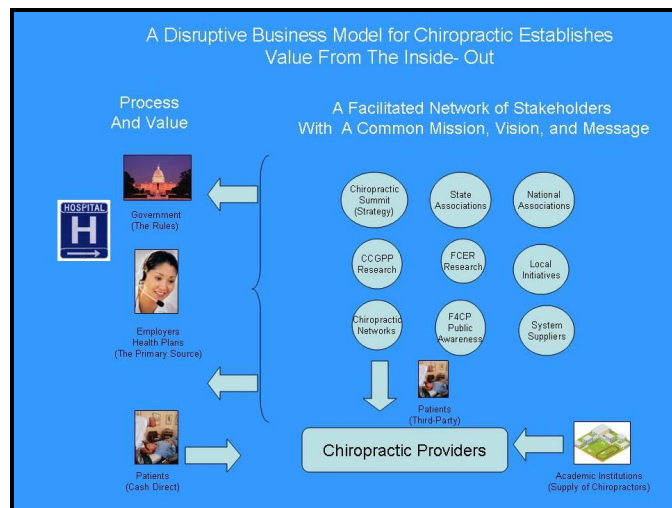 A Disruptive Business Model for Chiropractic Establishes
Value From The Inside- Out
Process
And Value
A Facilitated Network of Stakeholders
With A Common Mission, Vision, and Message
HOSPITAL
H
Government
(The Rules)
Employers
Health Plans
(The Primary Source)
Patients
(Cash Direct)
Chiropractic
Summit
(Strategy)
State
Associations
National
Associations
CCGPP
Research
FCER
Research
Local
Initiatives
Chiropractic
Networks
F4CP
Public
Awareness
System
Suppliers
Patients
(Third-Party)
Chiropractic Providers
Academic Institutions
(Supply of Chiropractors)